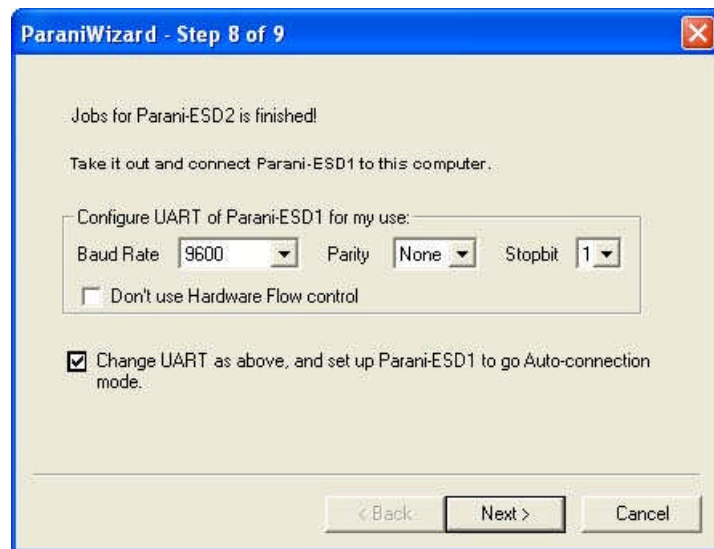 ParaniWizard - Step 8 of 9
Jobs for Parani-ESD2 is finished!
Take it out and connect Parani-ESD1 to this computer.
Configure UART of Parani-ESD1 for my use:
Baud Rate 9600 Parity None Stopbit 1
Don't use Hardware Flow control
Change UART as above, and set up Parani-ESD1 to go Auto-connection
mode.
< Back Next > Cancel